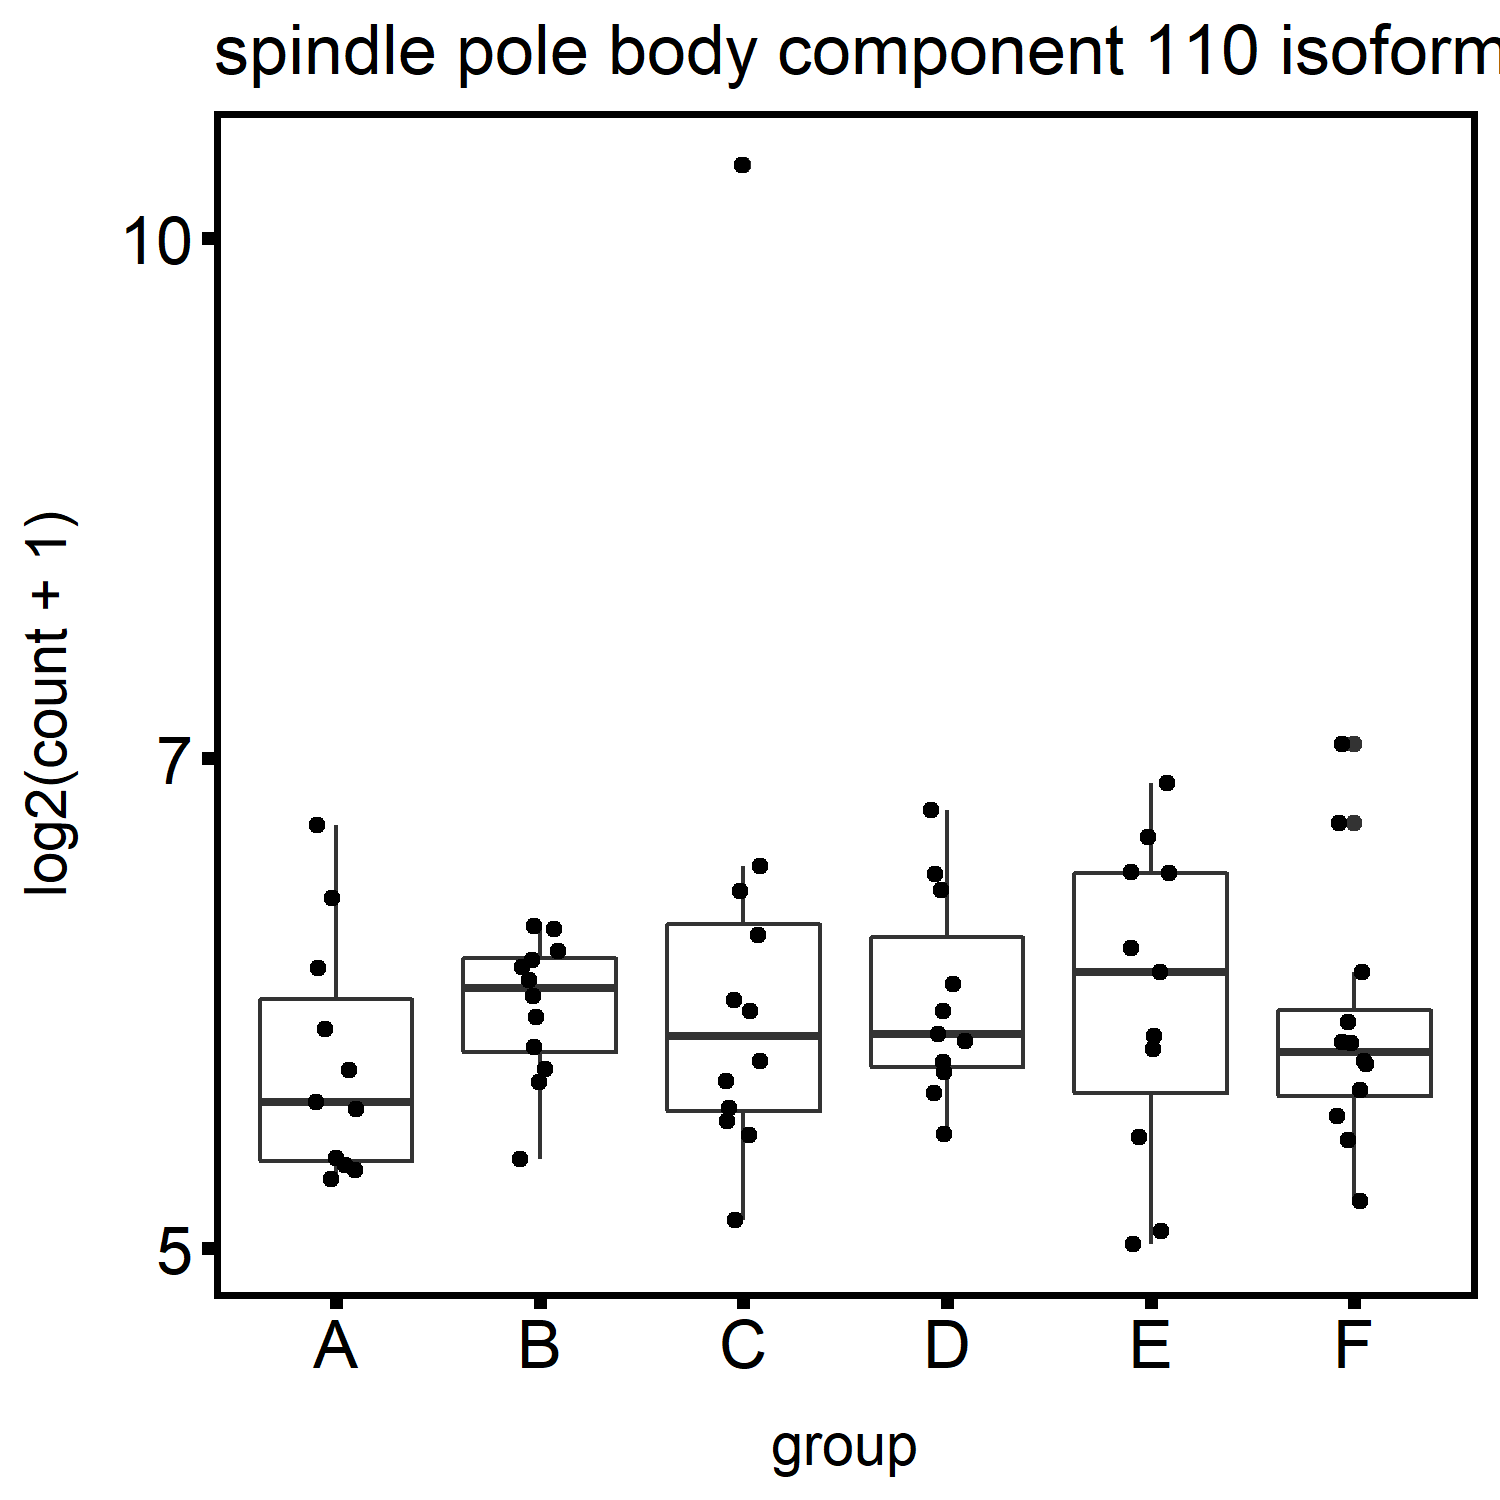 spindle pole body component 110 isoform
log2(count + 1)
10
7
5
A B C D E F
group